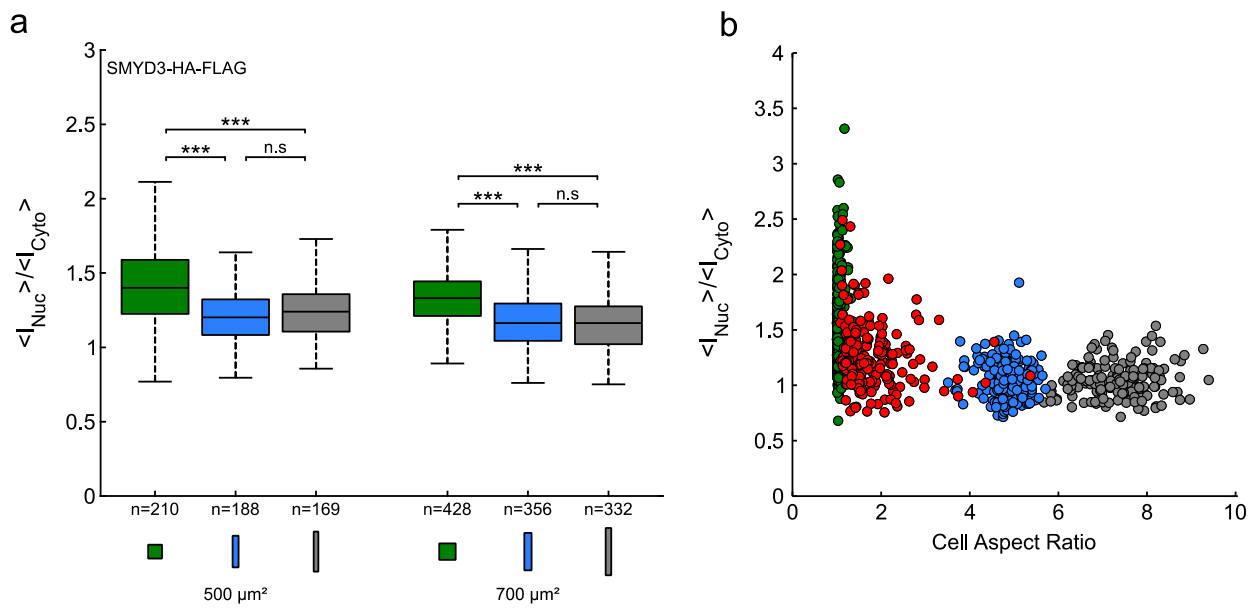 a
SMYD3-HA-FLAG
<I_Nuc>/<I_Cyto>
3
2.5
2
1.5
1
0.5
0
***
***
n.s
***
***
n.s
n=210 n=188 n=169 n=428 n=356 n=332
500 µm² 700 µm²
b
<I_Nuc>/<I_Cyto>
4
3.5
3
2.5
2
1.5
1
0.5
0
0 2 4 6 8 10
Cell Aspect Ratio